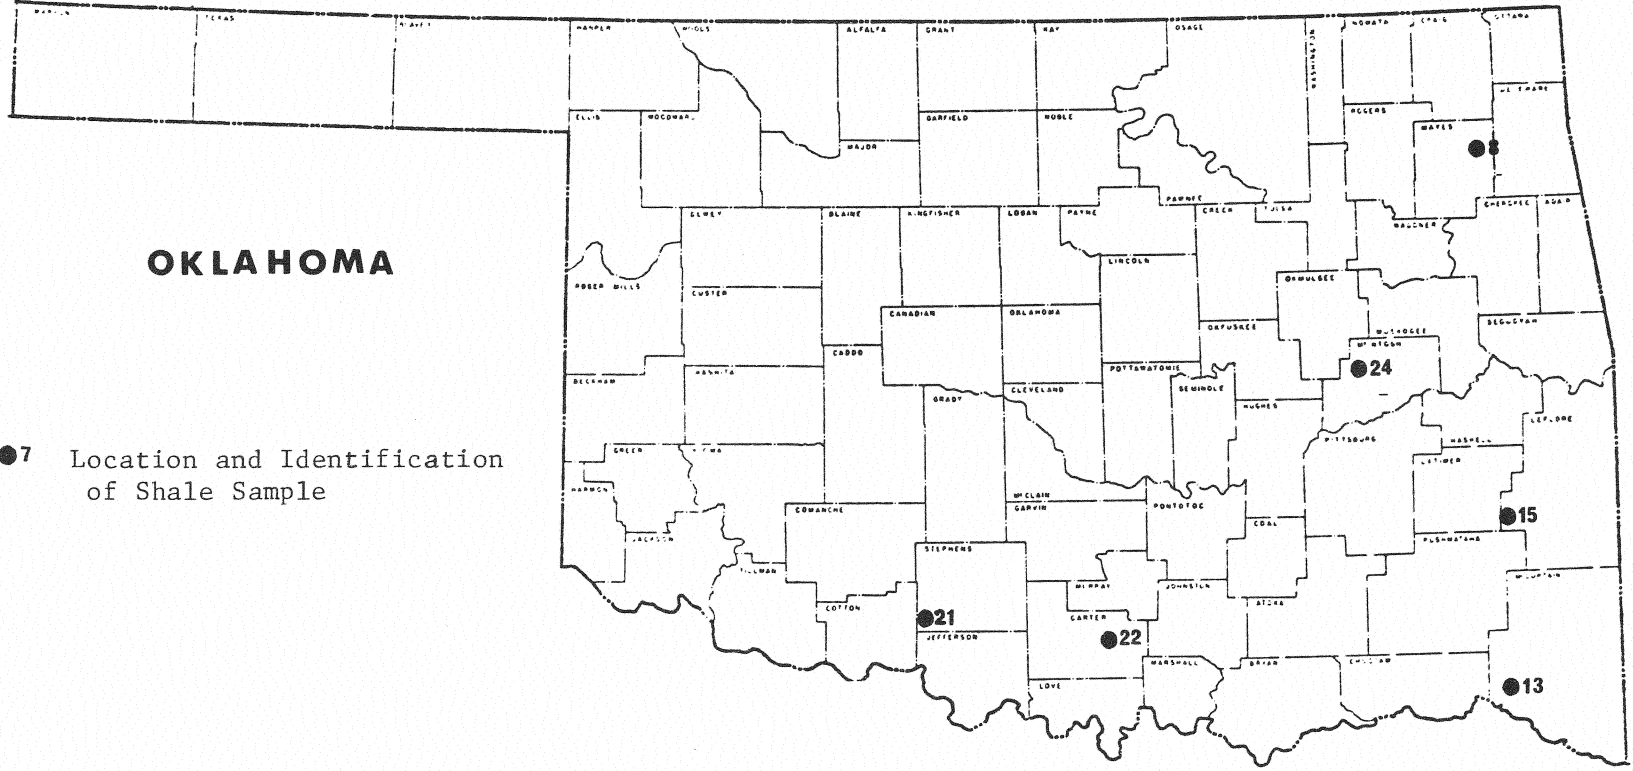 TEXAS
HARPER
WOODS
ALFALFA
GRANT
KAY
OSAGE
WASHINGTON
NOWATA
CRAIG
OTTAWA
ELLIS
WOODWARD
MAJOR
GARFIELD
NOBLE
ROGERS
MAYES
8
DEWEY
BLAINE
KINGFISHER
LOGAN
PAYNE
PAWNEE
CREEK
TULSA
WAGONER
CHEROKEE
ADAIR
OKLAHOMA
ROGER MILLS
CUSTER
CANADIAN
OKLAHOMA
LINCOLN
OKMULGEE
OKFUSKEE
MUSKOGEE
SEQUOYAH
MCINTOSH
24
BECKHAM
WASHITA
CADDO
GRADY
CLEVELAND
POTTAWATOMIE
SEMINOLE
HUGHES
PITTSBURG
HASKELL
LEFLORE
LATIMER
7 Location and Identification
of Shale Sample
GREER
KIOWA
HARMON
JACKSON
TILLMAN
COMANCHE
COTTON
STEPHENS
21
JEFFERSON
MCCLAIN
GARVIN
PONTOTOC
COAL
MURRAY
JOHNSTON
CARTER
22
ATOKA
PUSHMATAHA
15
MCCURTAIN
LOVE
MARSHALL
BRYAN
CHOCTAW
13